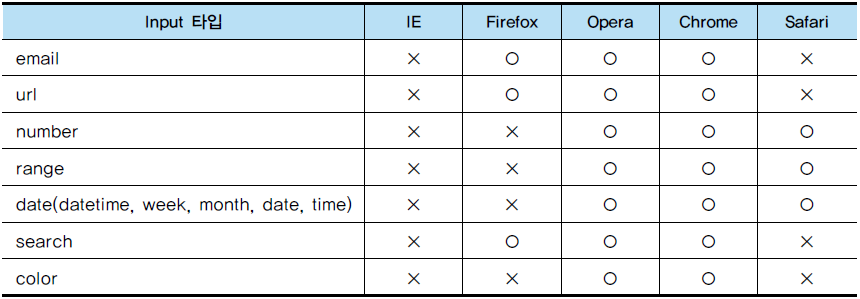 Input 타입 IE Firefox Opera Chrome Safari
email × ○ ○ ○ ×
url × ○ ○ ○ ×
number × × ○ ○ ○
range × × ○ ○ ○
date(datetime, week, month, date, time) × × ○ ○ ○
search × ○ ○ ○ ×
color × × ○ ○ ×